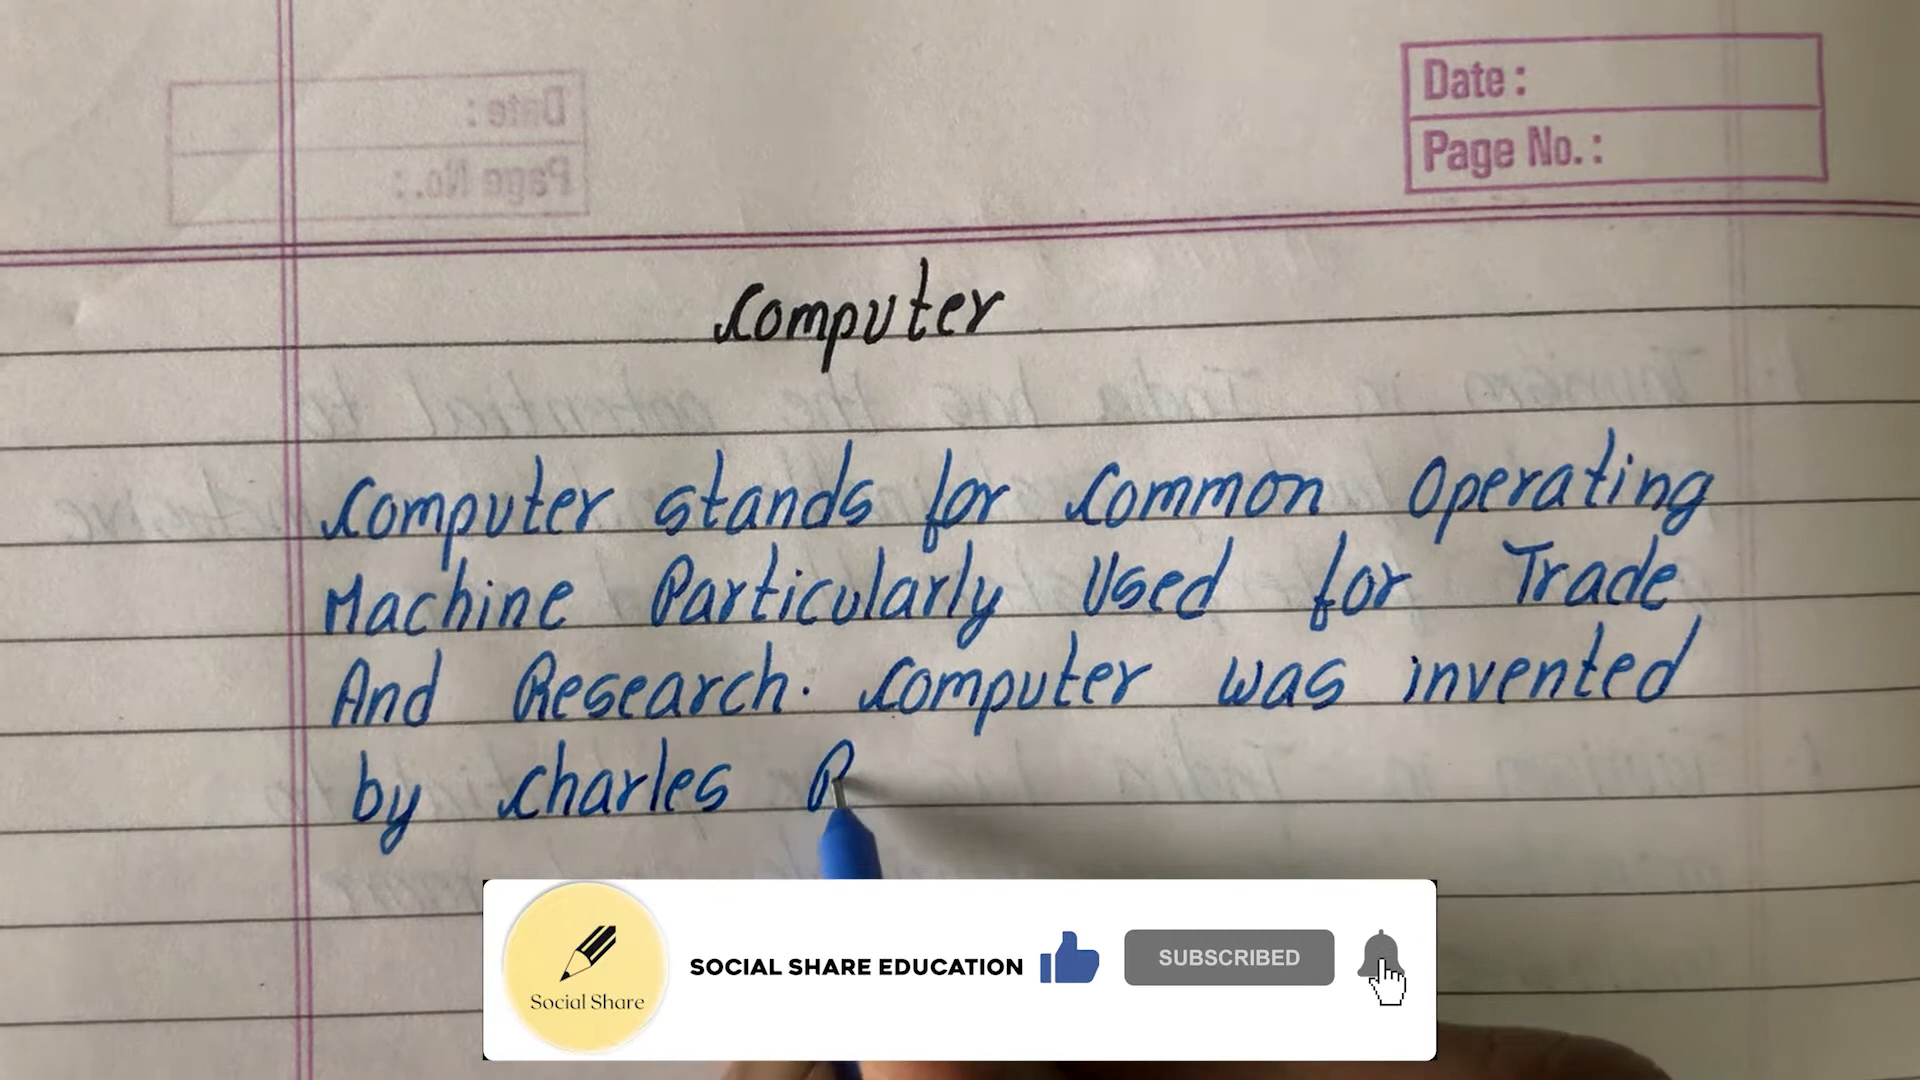 Date :
Page No. :
Computer
Computer stands for Common Operating
Machine Particularly Used for Trade
And Research. Computer was invented
by Charles
SOCIAL SHARE EDUCATION
SUBSCRIBED
Social Share